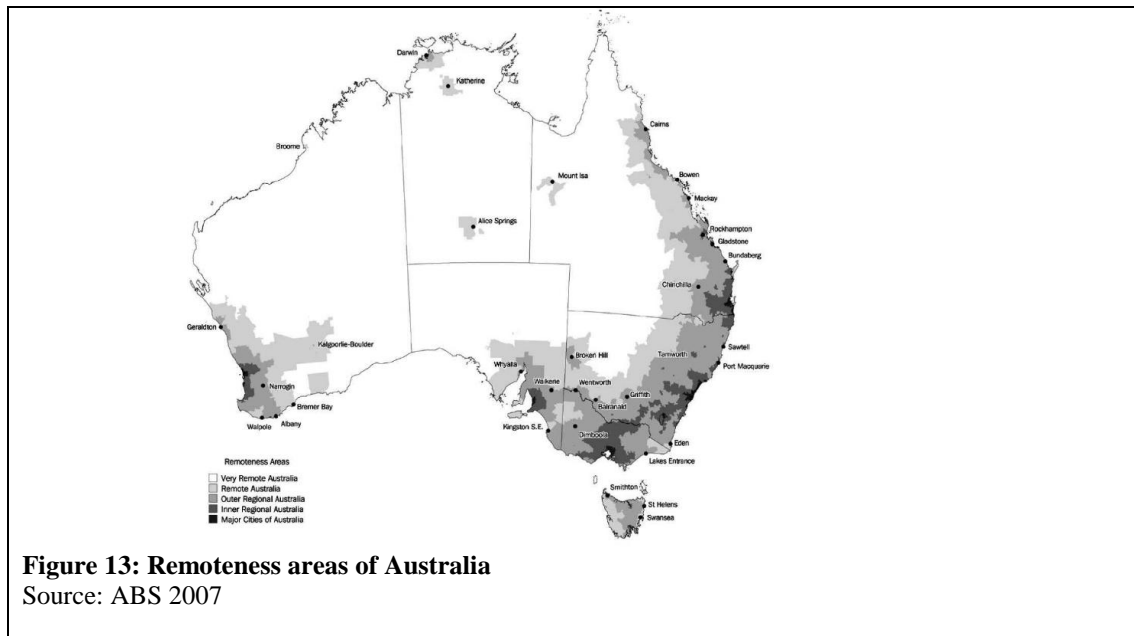 Darwin
Katherine
Cairns
Broome
Mount Isa
Bowen
Mackay
Alice Springs
Rockhampton
Gladstone
Bundaberg
Chinchilla
Geraldton
Kalgoorlie-Boulder
Broken Hill
Tamworth
Sawtell
Port Macquarie
Whyalla
Waikerie
Wentworth
Narrogin
Griffith
Balranald
Bremer Bay
Albany
Walpole
Kingston S.E.
Dimboola
Eden
Lakes Entrance
Remoteness Areas
Very Remote Australia
Remote Australia
Outer Regional Australia
Inner Regional Australia
Major Cities of Australia
Smithton
St Helens
Swansea
Figure 13: Remoteness areas of Australia
Source: ABS 2007